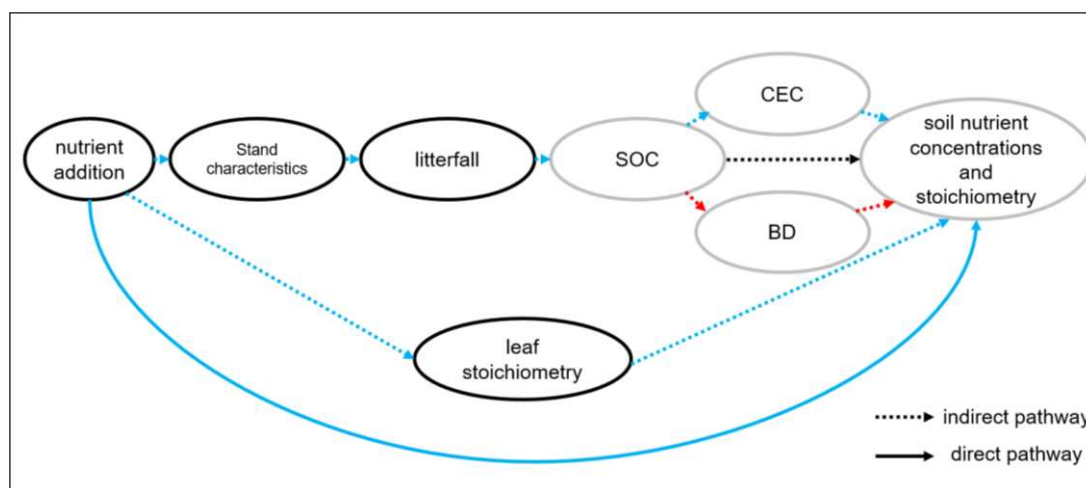 nutrient
addition
Stand
characteristics
litterfall
SOC
CEC
BD
soil nutrient
concentrations
and
stoichiometry
leaf
stoichiometry
indirect pathway
direct pathway